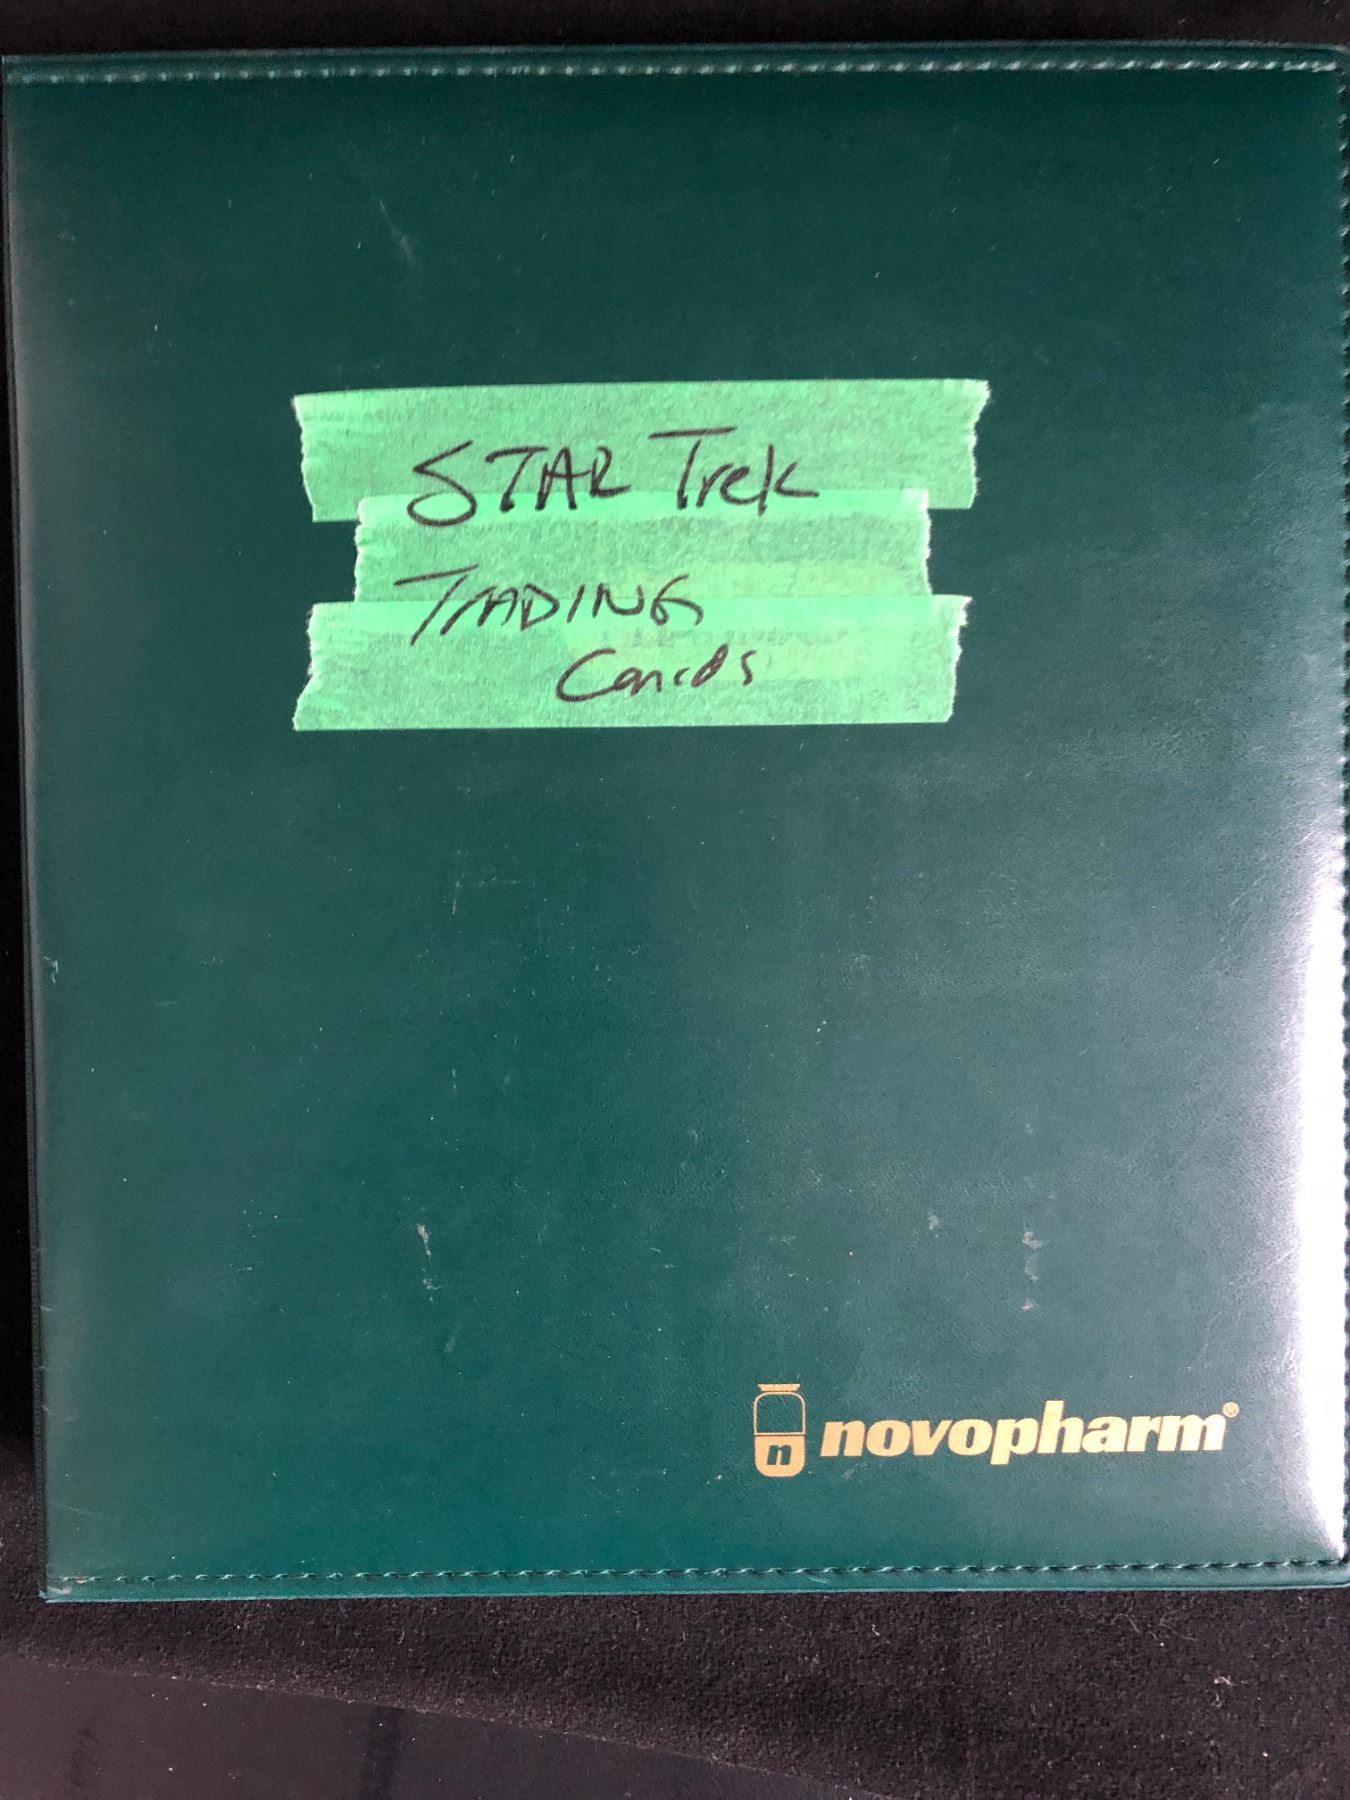 STAR Trek
TRADING
Cards
n novopharm®